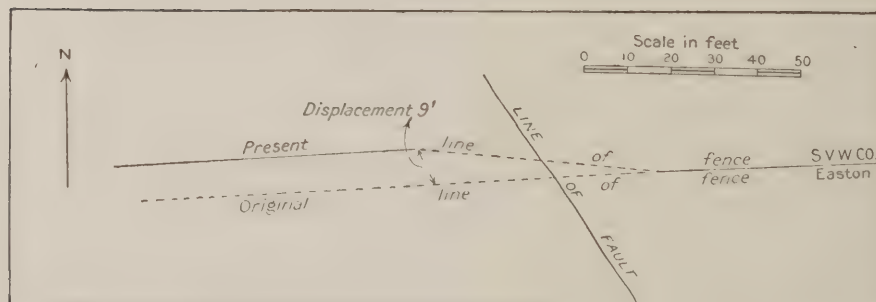 N
Scale in feet
0 10 20 30 40 50
Displacement 9'
LINE OF FAULT
Present line of fence
SVWCO.
Easton
Original line of fence